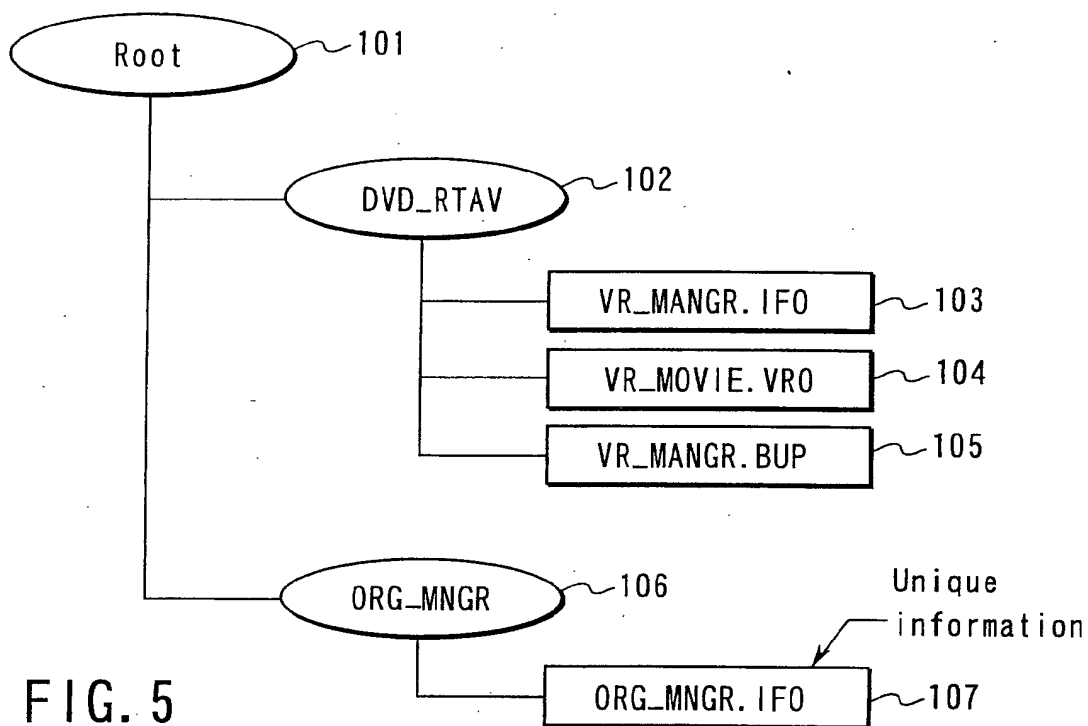 Root 101
DVD_RTAV 102
VR_MANGR.IFO 103
VR_MOVIE.VRO 104
VR_MANGR.BUP 105
ORG_MNGR 106
Unique
information
ORG_MNGR.IFO 107
FIG.5